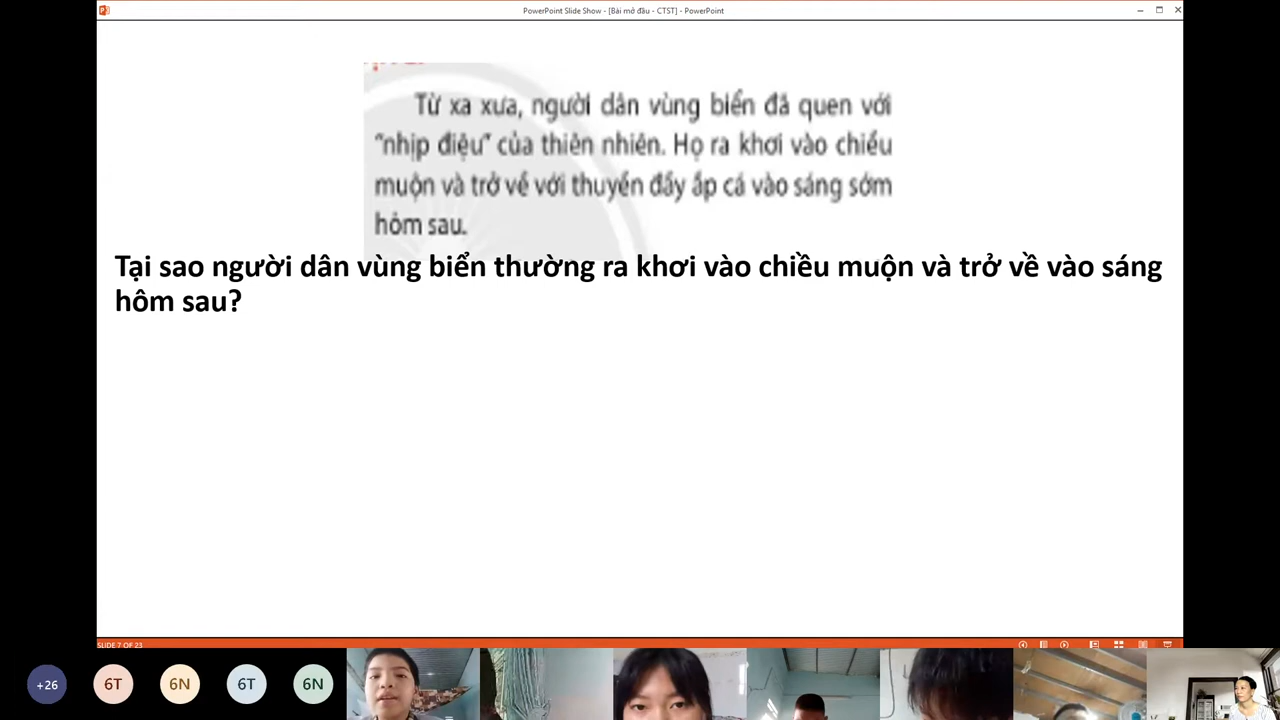 PowerPoint Slide Show - [Bài mở đầu - CTST] - PowerPoint
Từ xa xưa, người dân vùng biển đã quen với
"nhịp điệu" của thiên nhiên. Họ ra khơi vào chiều
muộn và trở về với thuyền đầy ắp cá vào sáng sớm
hôm sau.
Tại sao người dân vùng biển thường ra khơi vào chiều muộn và trở về vào sáng
hôm sau?
SLIDE 7 OF 23
+26 6T 6N 6T 6N